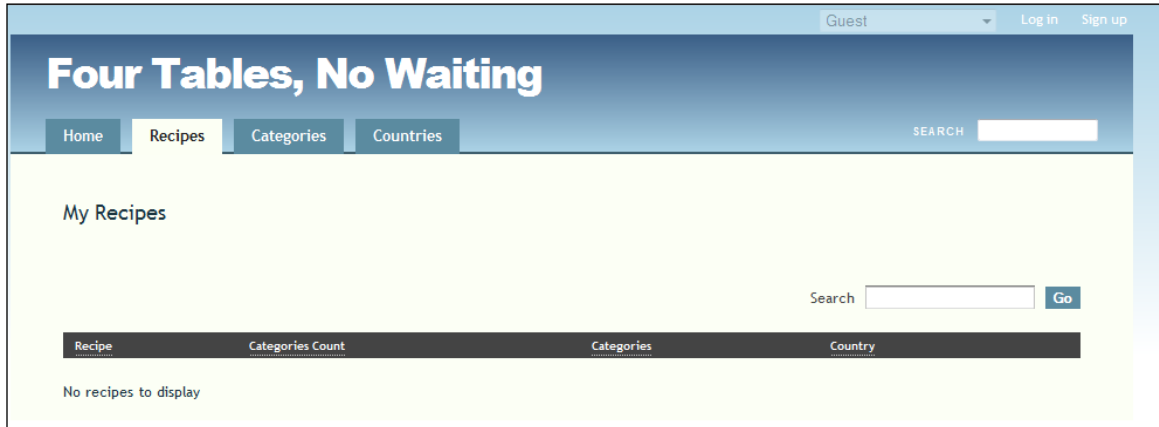 Guest Log in Sign up
Four Tables, No Waiting
Home Recipes Categories Countries SEARCH
My Recipes
Search Go
Recipe Categories Count Categories Country
No recipes to display